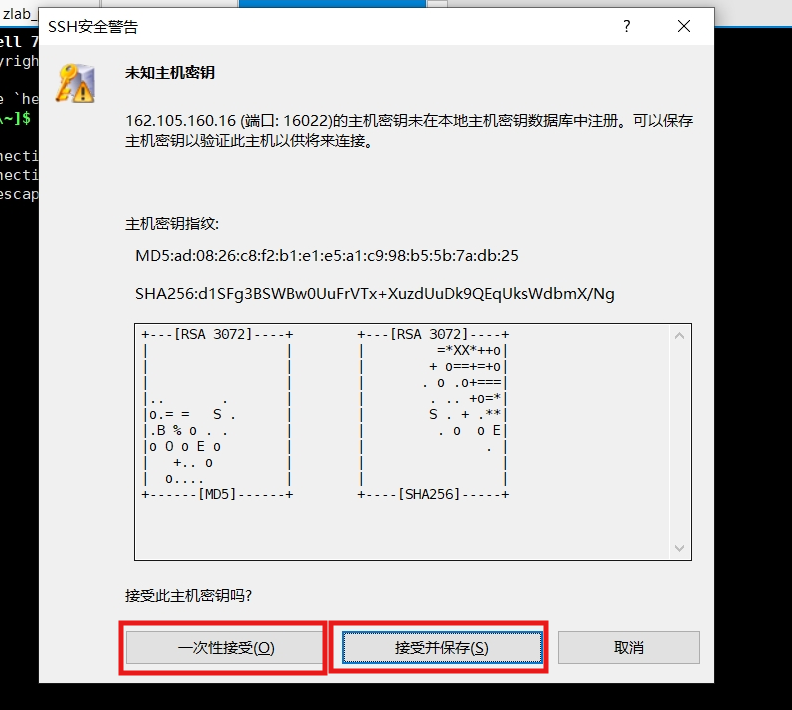 zlab_
SSH安全警告
ell 7
yrigh
e `he
\~]$
necti
necti
escap
未知主机密钥
162.105.160.16 (端口: 16022)的主机密钥未在本地主机密钥数据库中注册。可以保存
主机密钥以验证此主机以供将来连接。
主机密钥指纹:
MD5:ad:08:26:c8:f2:b1:e1:e5:a1:c9:98:b5:5b:7a:db:25
SHA256:d1SFg3BSWBw0UuFrVTx+XuzdUuDk9QEqUksWdbmX/Ng
+---[RSA 3072]----+        +---[RSA 3072]----+
|                 |        |         =*XX*++o|
|                 |        |        + o==+=+o|
|                 |        |       . o .o+===|
|..       .       |        |        . .. +o=*|
|o.= =   S .      |        |        S . + .**|
|.B % o . .       |        |         . o  o E|
|o O o E o        |        |               . |
|   +.. o         |        |                 |
|  o....          |        |                 |
+------[MD5]------+        +----[SHA256]-----+
接受此主机密钥吗?
一次性接受(O)
接受并保存(S)
取消